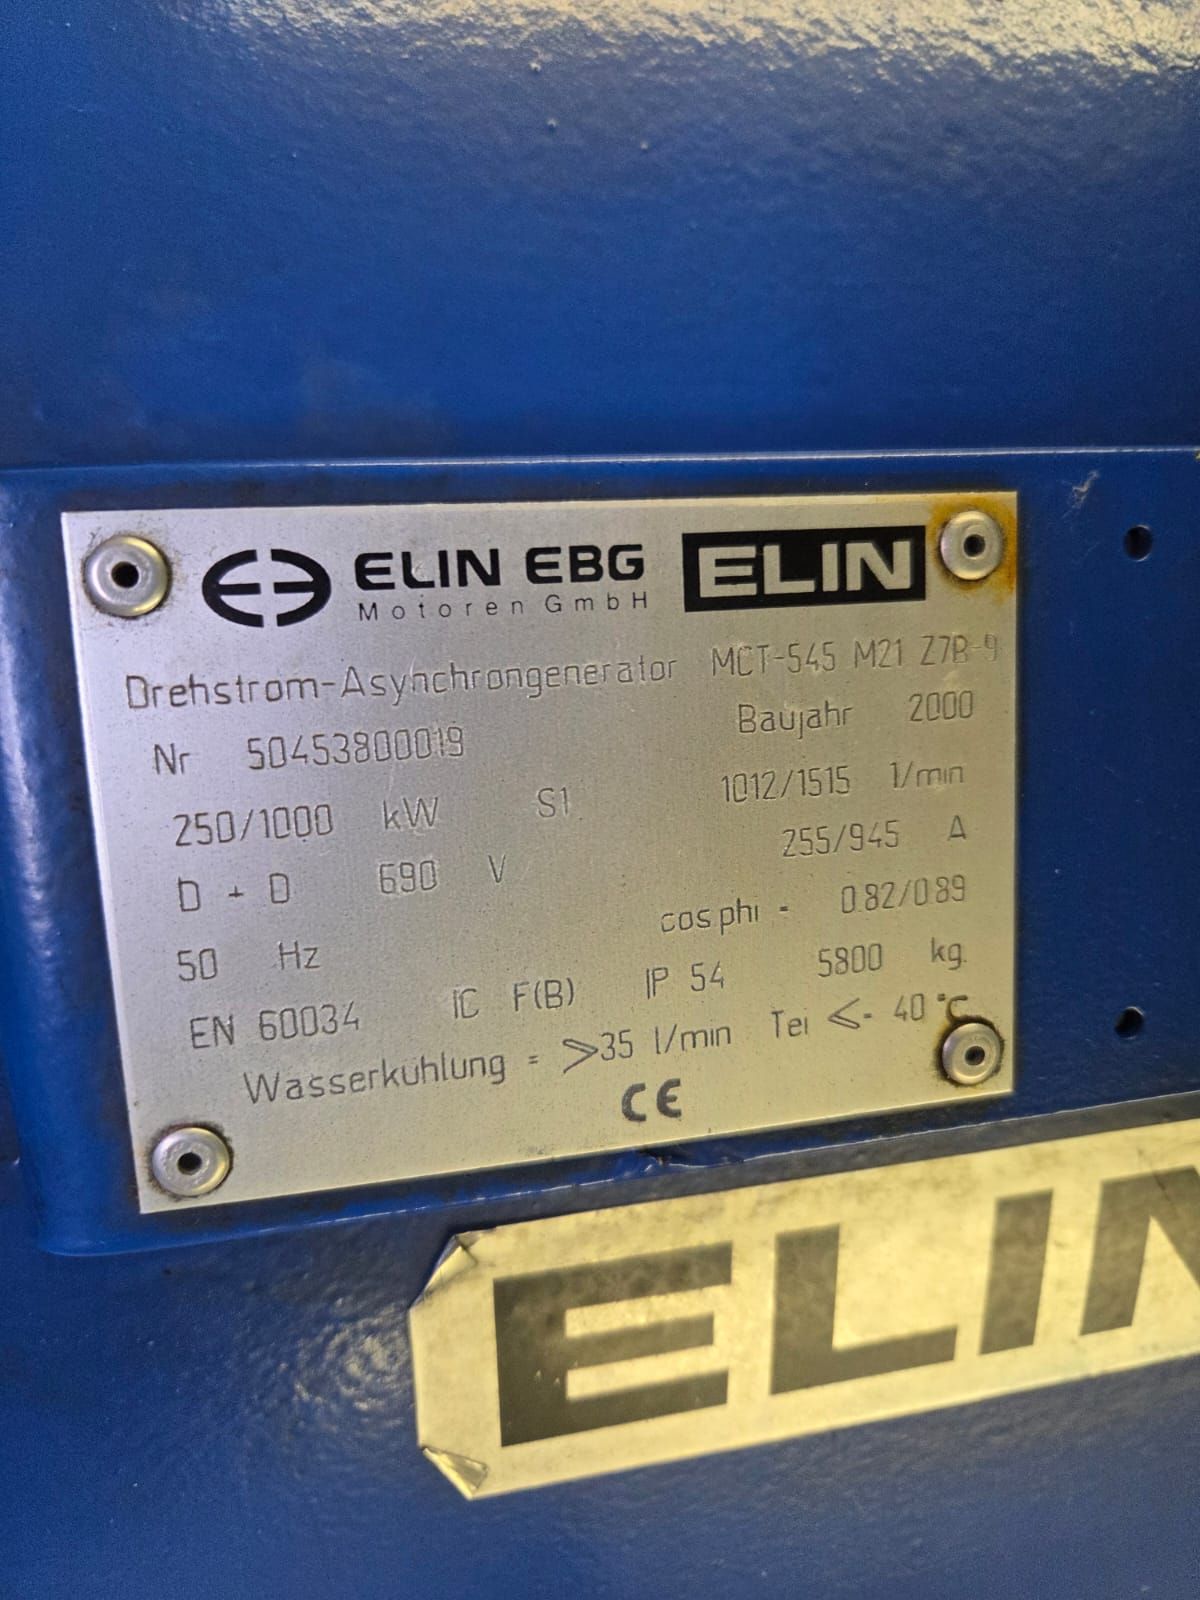 ELIN EBG ELIN
Motoren GmbH
Drehstrom-Asynchrongenerator MCT-545 M21 Z7B-9
Nr 50453800019 Baujahr 2000
250/1000 kW S1 1012/1515 1/min
D - D 690 V 255/945 A
50 Hz cos phi = 0.82/0.89
EN 60034 IC F(B) IP 54 5800 kg.
Wasserkühlung = ⩾35 l/min Tei ⩽- 40°C
CE
ELIN